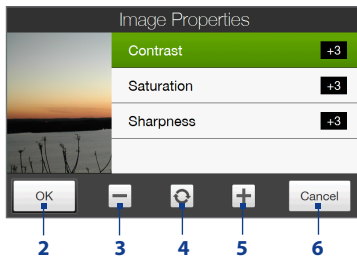 Image Properties
Contrast +3
Saturation +3
Sharpness +3
OK Cancel
2 3 4 5 6